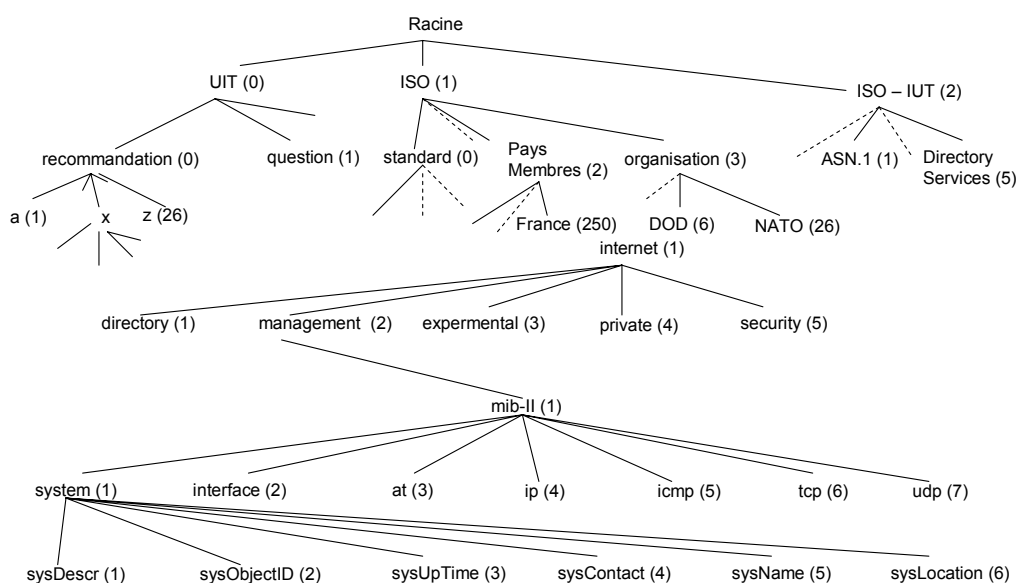 Racine
UIT (0)
ISO (1)
ISO – IUT (2)
recommandation (0)
question (1)
standard (0)
Pays
Membres (2)
organisation (3)
ASN.1 (1)
Directory
Services (5)
a (1)
x
z (26)
France (250)
DOD (6)
NATO (26)
internet (1)
directory (1)
management (2)
expermental (3)
private (4)
security (5)
mib-II (1)
system (1)
interface (2)
at (3)
ip (4)
icmp (5)
tcp (6)
udp (7)
sysDescr (1)
sysObjectID (2)
sysUpTime (3)
sysContact (4)
sysName (5)
sysLocation (6)